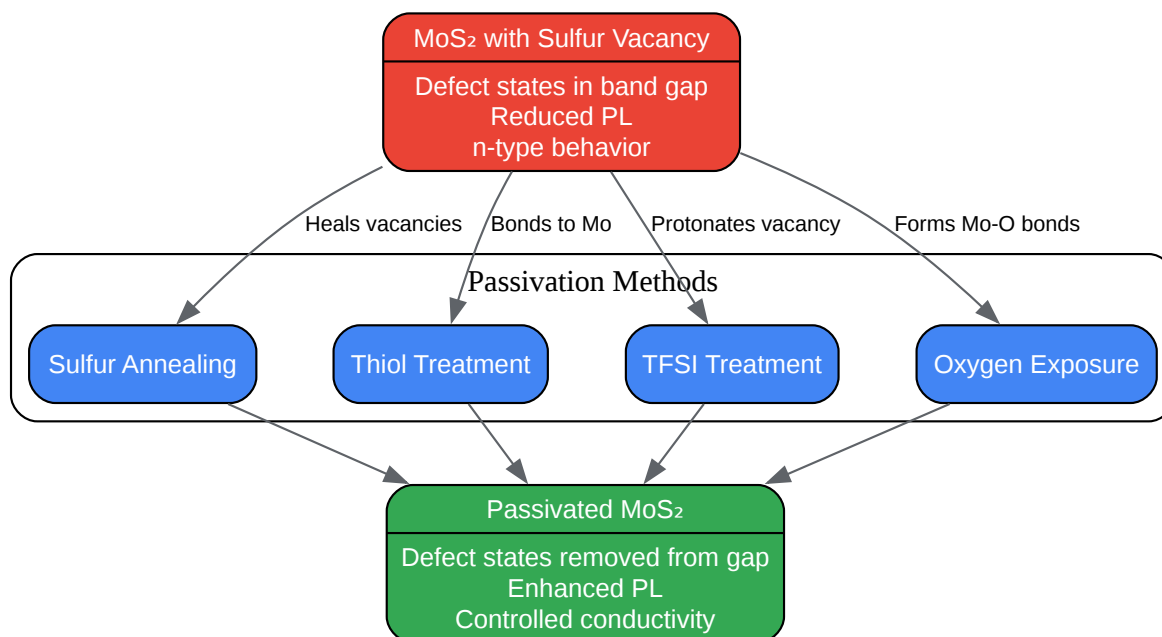 MoS₂ with Sulfur Vacancy
Defect states in band gap
Reduced PL
n-type behavior
Heals vacancies
Bonds to Mo
Protonates vacancy
Forms Mo-O bonds
Passivation Methods
Sulfur Annealing
Thiol Treatment
TFSI Treatment
Oxygen Exposure
Passivated MoS₂
Defect states removed from gap
Enhanced PL
Controlled conductivity